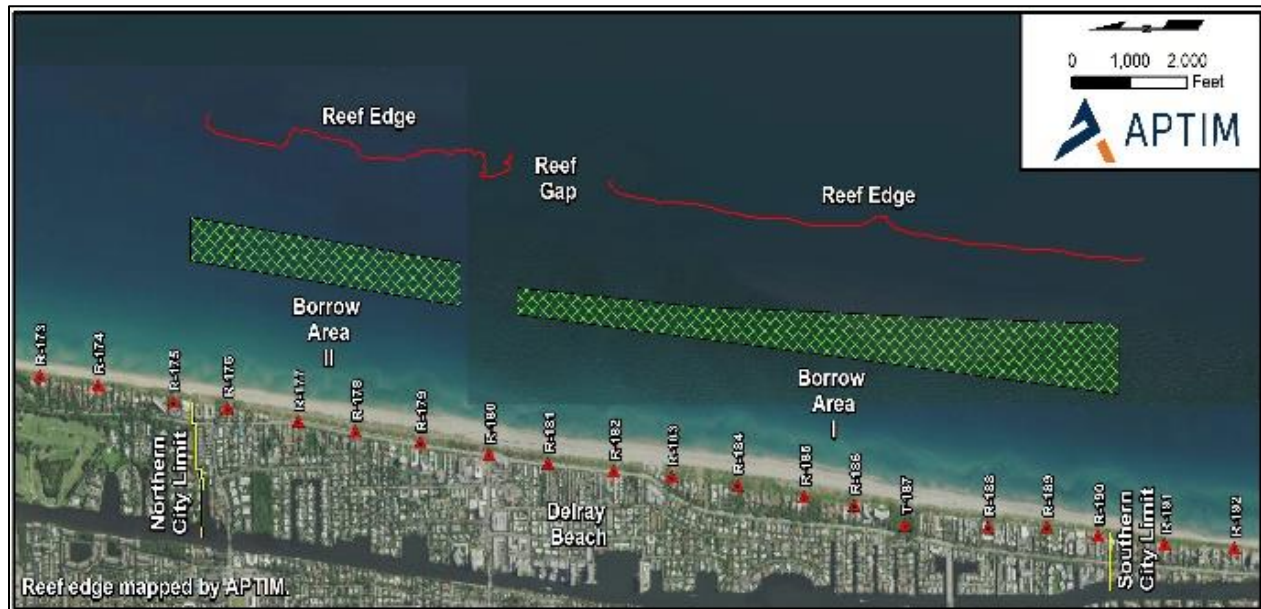 z
0 1,000 2,000
Feet
APTIM
Reef Edge
Reef
Gap
Reef Edge
Borrow
Area
II
Borrow
Area
I
R-173
R-174
R-175
R-176
R-177
R-178
R-179
R-180
R-181
R-182
R-183
R-184
R-185
R-186
T-187
R-188
R-189
R-190
R-191
R-192
Northern
City Limit
Delray
Beach
Southern
City Limit
Reef edge mapped by APTIM.